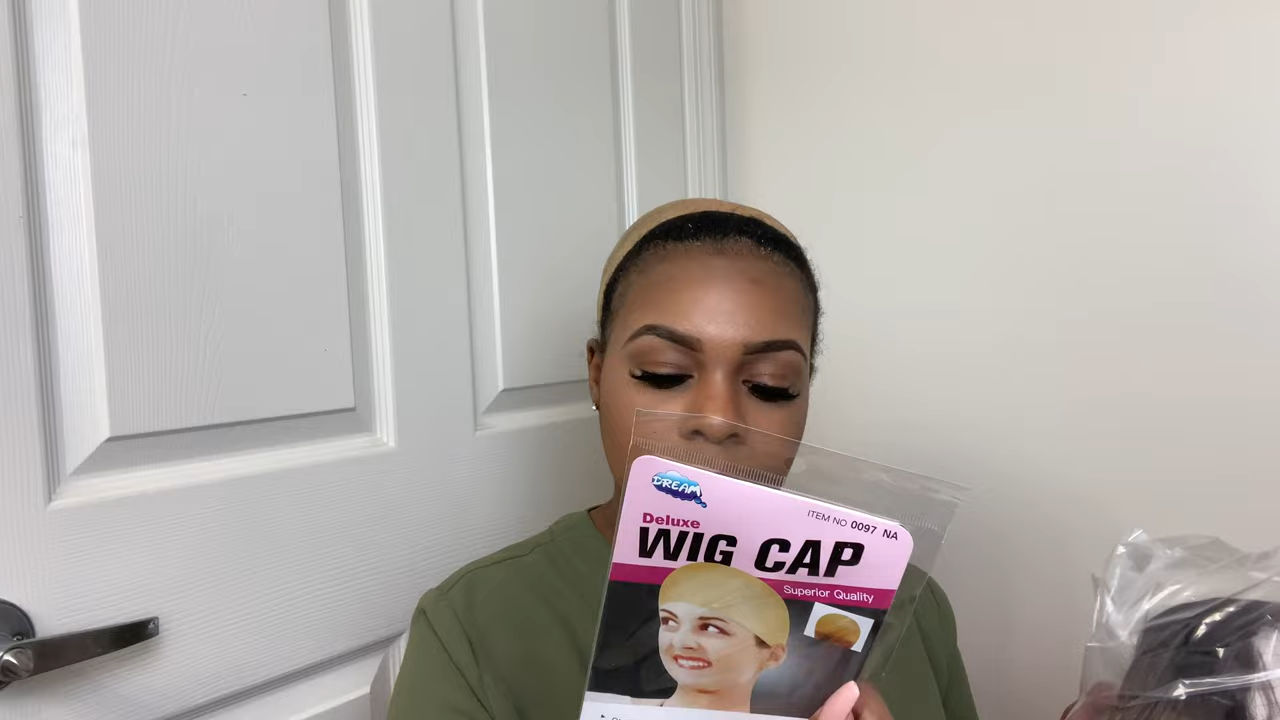 DREAM
ITEM NO 0097 NA
Deluxe
WIG CAP
Superior Quality